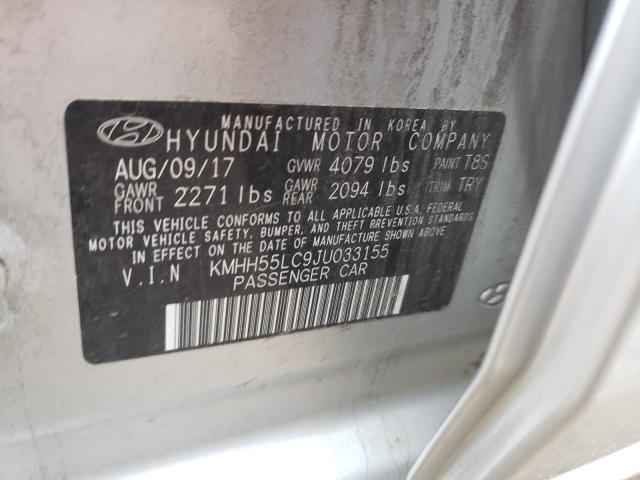 MANUFACTURED IN KOREA BY
HYUNDAI MOTOR COMPANY
AUG/09/17 GVWR 4079 lbs PAINT T8S
GAWR FRONT 2271 lbs GAWR REAR 2094 lbs TRIM TRY
THIS VEHICLE CONFORMS TO ALL APPLICABLE U.S.A. FEDERAL
MOTOR VEHICLE SAFETY, BUMPER, AND THEFT PREVENTION STANDARDS
IN EFFECT ON THE DATE OF MANUFACTURE SHOWN ABOVE.
V.I.N KMHH55LC9JU033155
PASSENGER CAR